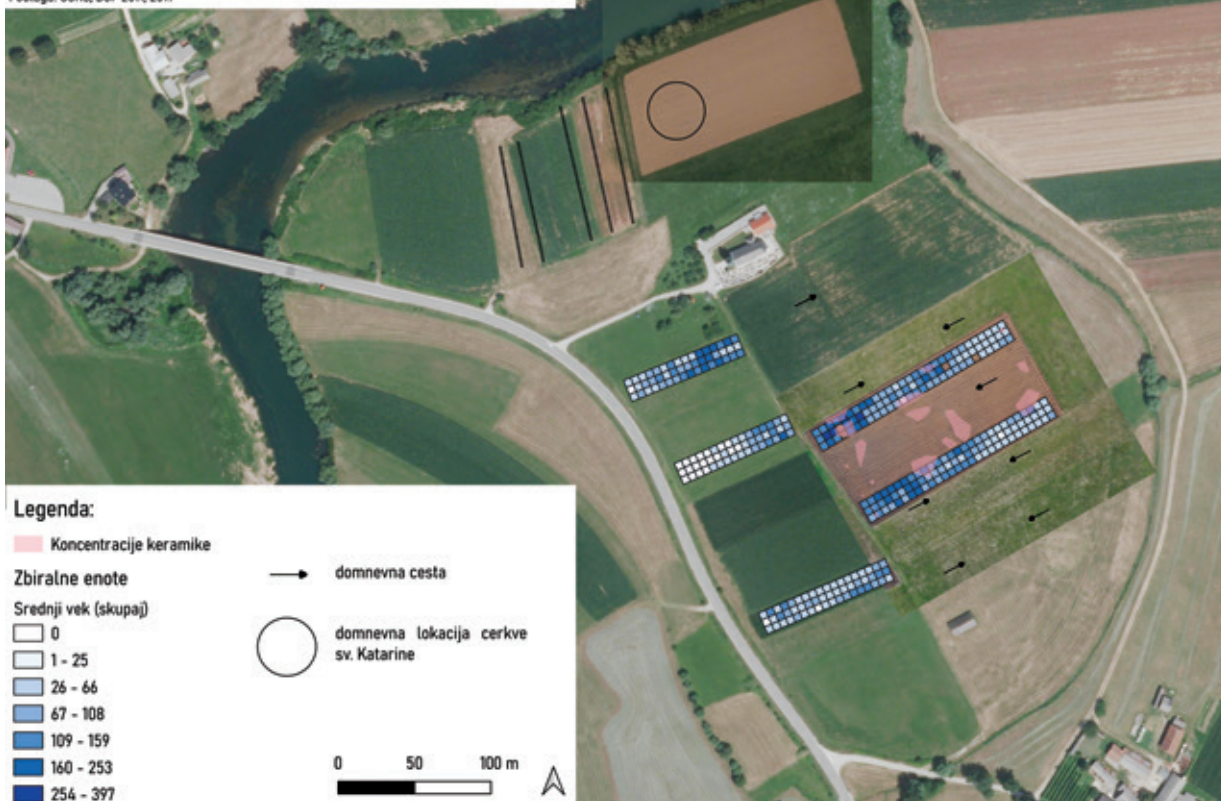 Legenda:
Koncentracije keramike
Zbiralne enote
Srednji vek (skupaj)
0
1 - 25
26 - 66
67 - 108
109 - 159
160 - 253
254 - 397
domnevna cesta
domnevna lokacija cerkve
sv. Katarine
0 50 100 m